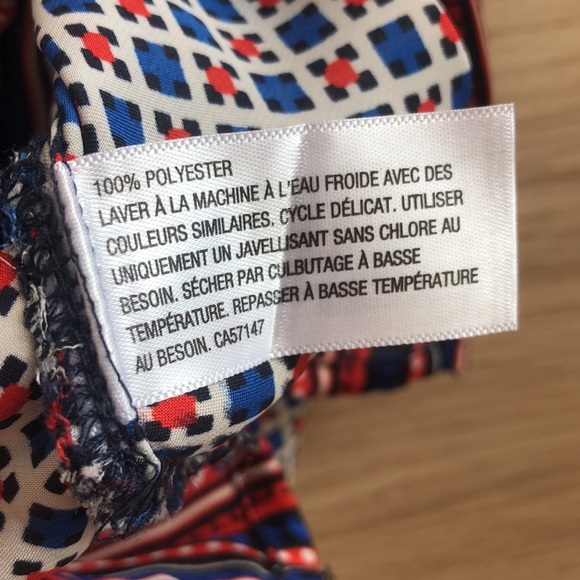 100% POLYESTER
LAVER À LA MACHINE À L'EAU FROIDE AVEC DES
COULEURS SIMILAIRES. CYCLE DÉLICAT. UTILISER
UNIQUEMENT UN JAVELLISANT SANS CHLORE AU
BESOIN. SÉCHER PAR CULBUTAGE À BASSE
TEMPÉRATURE. REPASSER À BASSE TEMPÉRATURE
AU BESOIN. CA57147